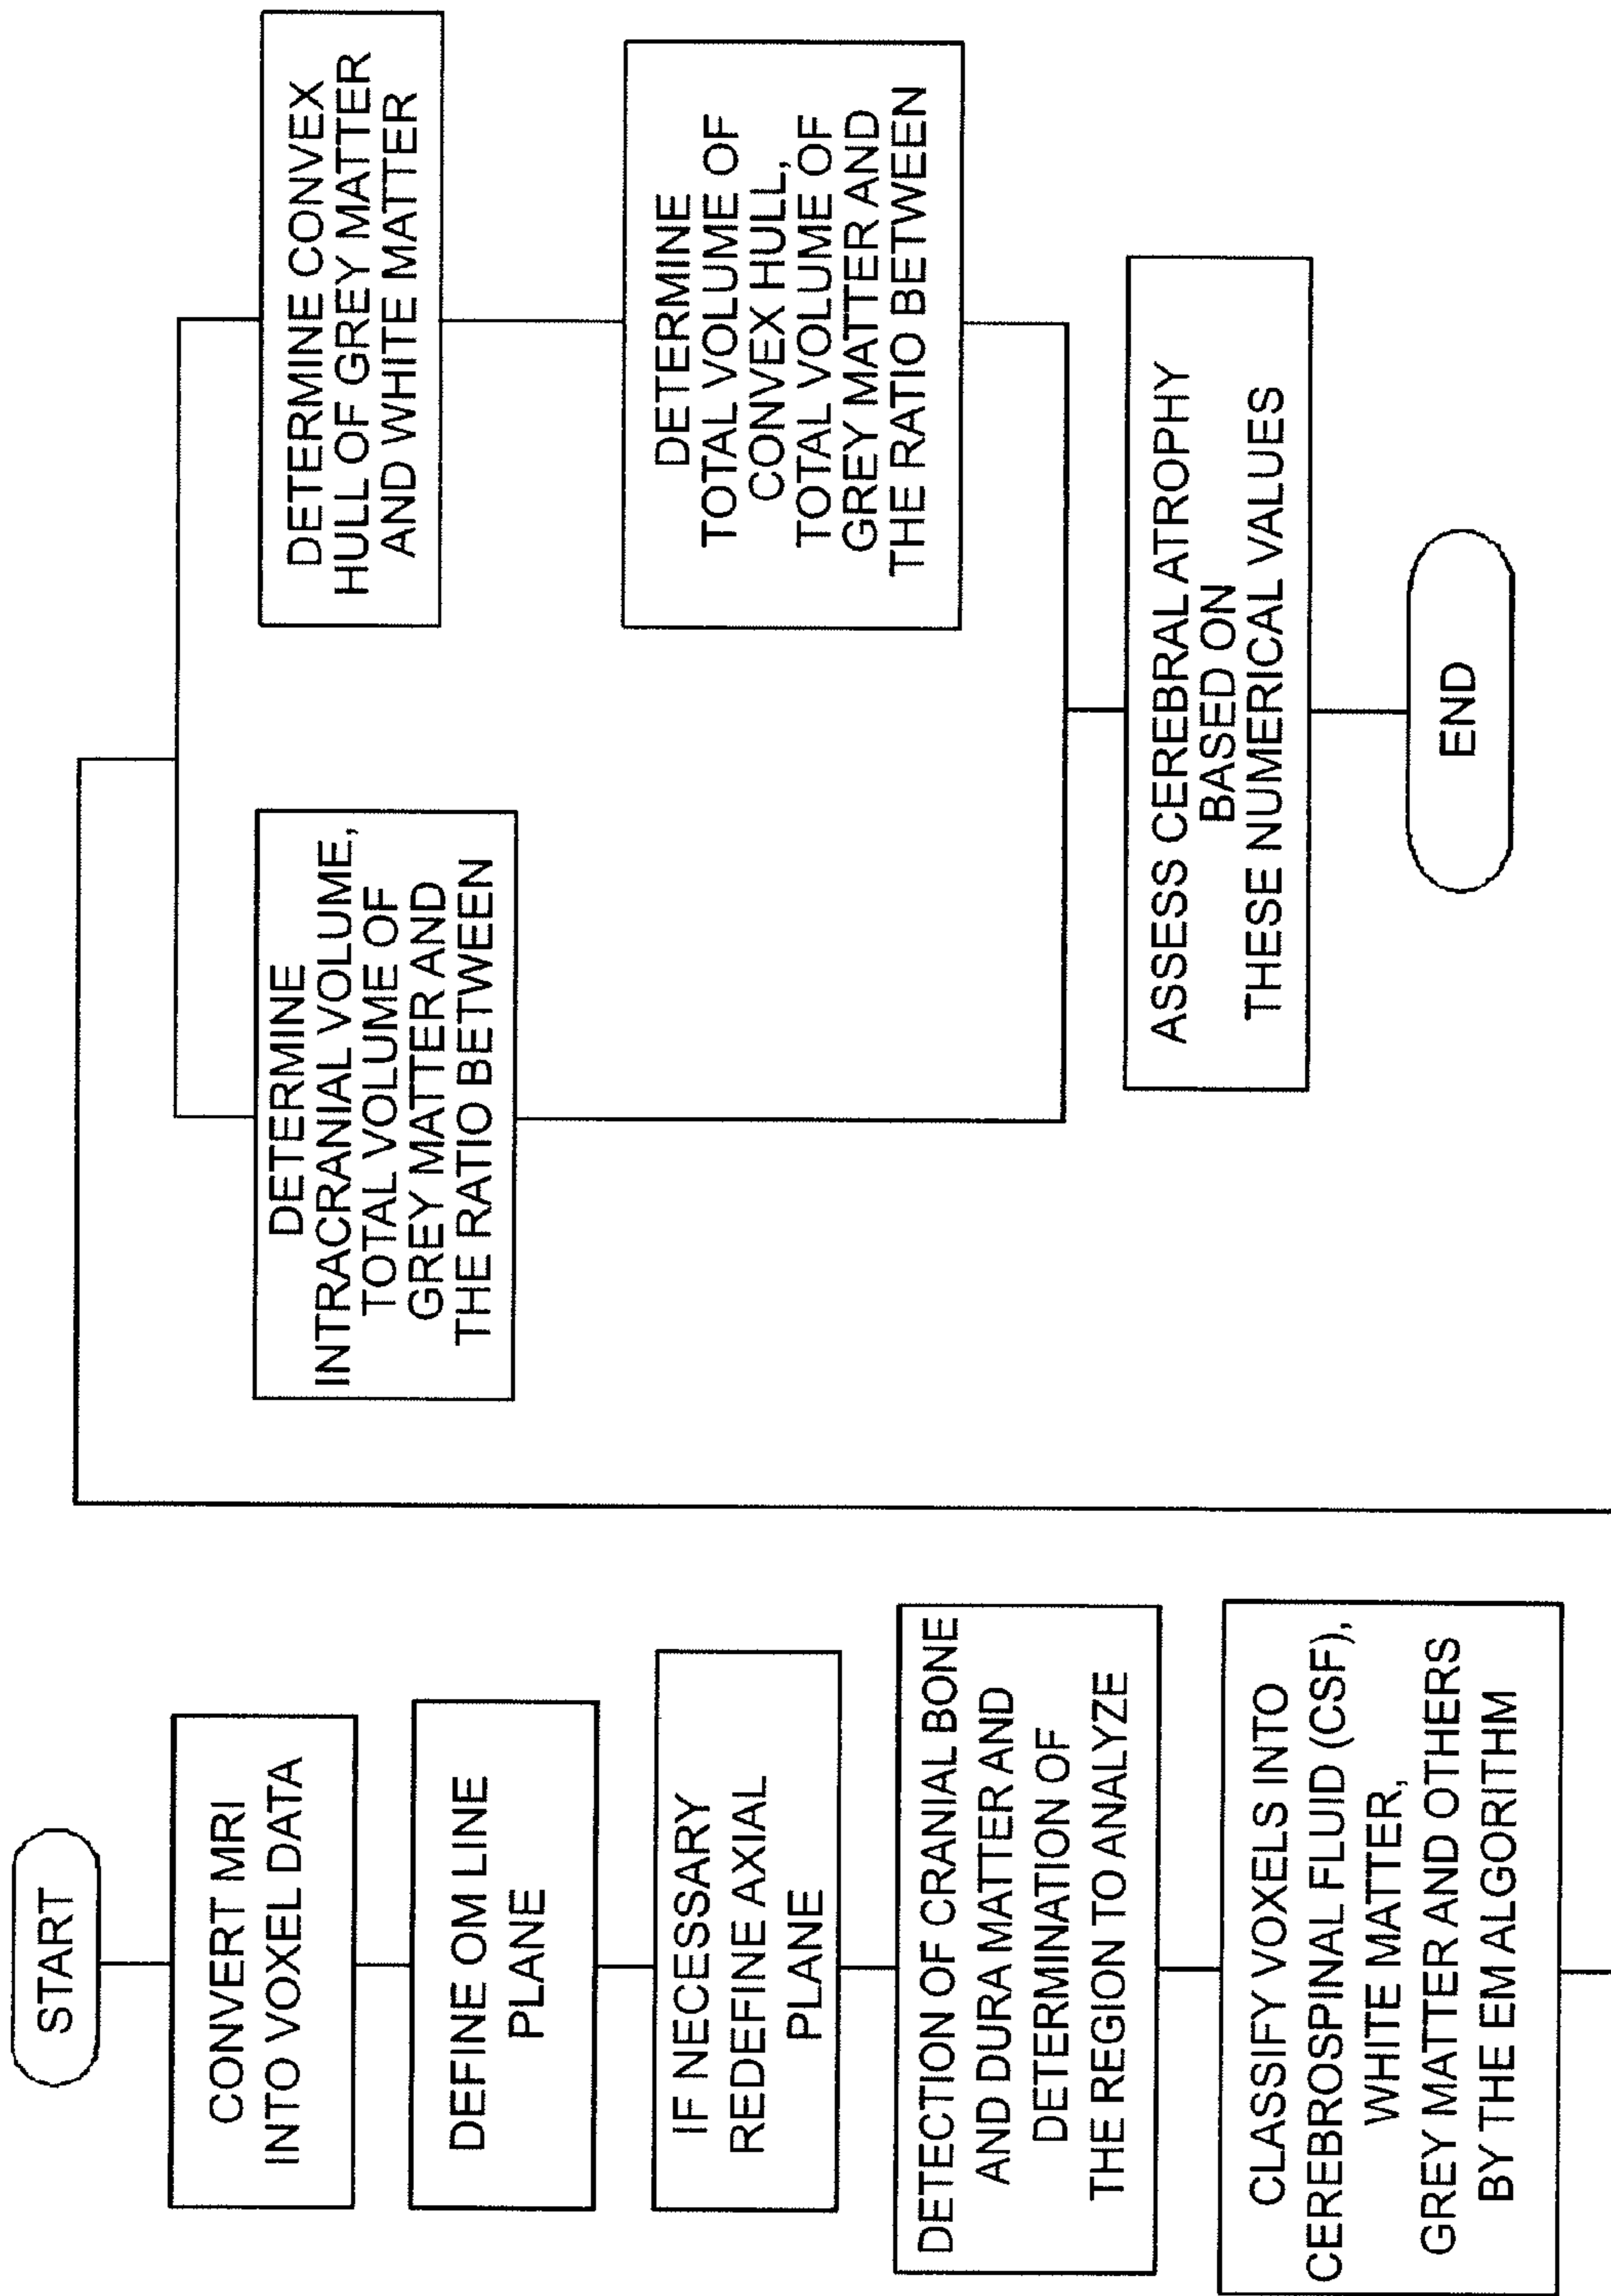 START
CONVERT MRI
INTO VOXEL DATA
DEFINE OM LINE
PLANE
IF NECESSARY
REDEFINE AXIAL
PLANE
DETECTION OF CRANIAL BONE
AND DURA MATTER AND
DETERMINATION OF
THE REGION TO ANALYZE
CLASSIFY VOXELS INTO
CEREBROSPINAL FLUID (CSF),
WHITE MATTER,
GREY MATTER AND OTHERS
BY THE EM ALGORITHM
DETERMINE
INTRACRANIAL VOLUME,
TOTAL VOLUME OF
GREY MATTER AND
THE RATIO BETWEEN
DETERMINE CONVEX
HULL OF GREY MATTER
AND WHITE MATTER
DETERMINE
TOTAL VOLUME OF
CONVEX HULL,
TOTAL VOLUME OF
GREY MATTER AND
THE RATIO BETWEEN
ASSESS CEREBRAL ATROPHY
BASED ON
THESE NUMERICAL VALUES
END